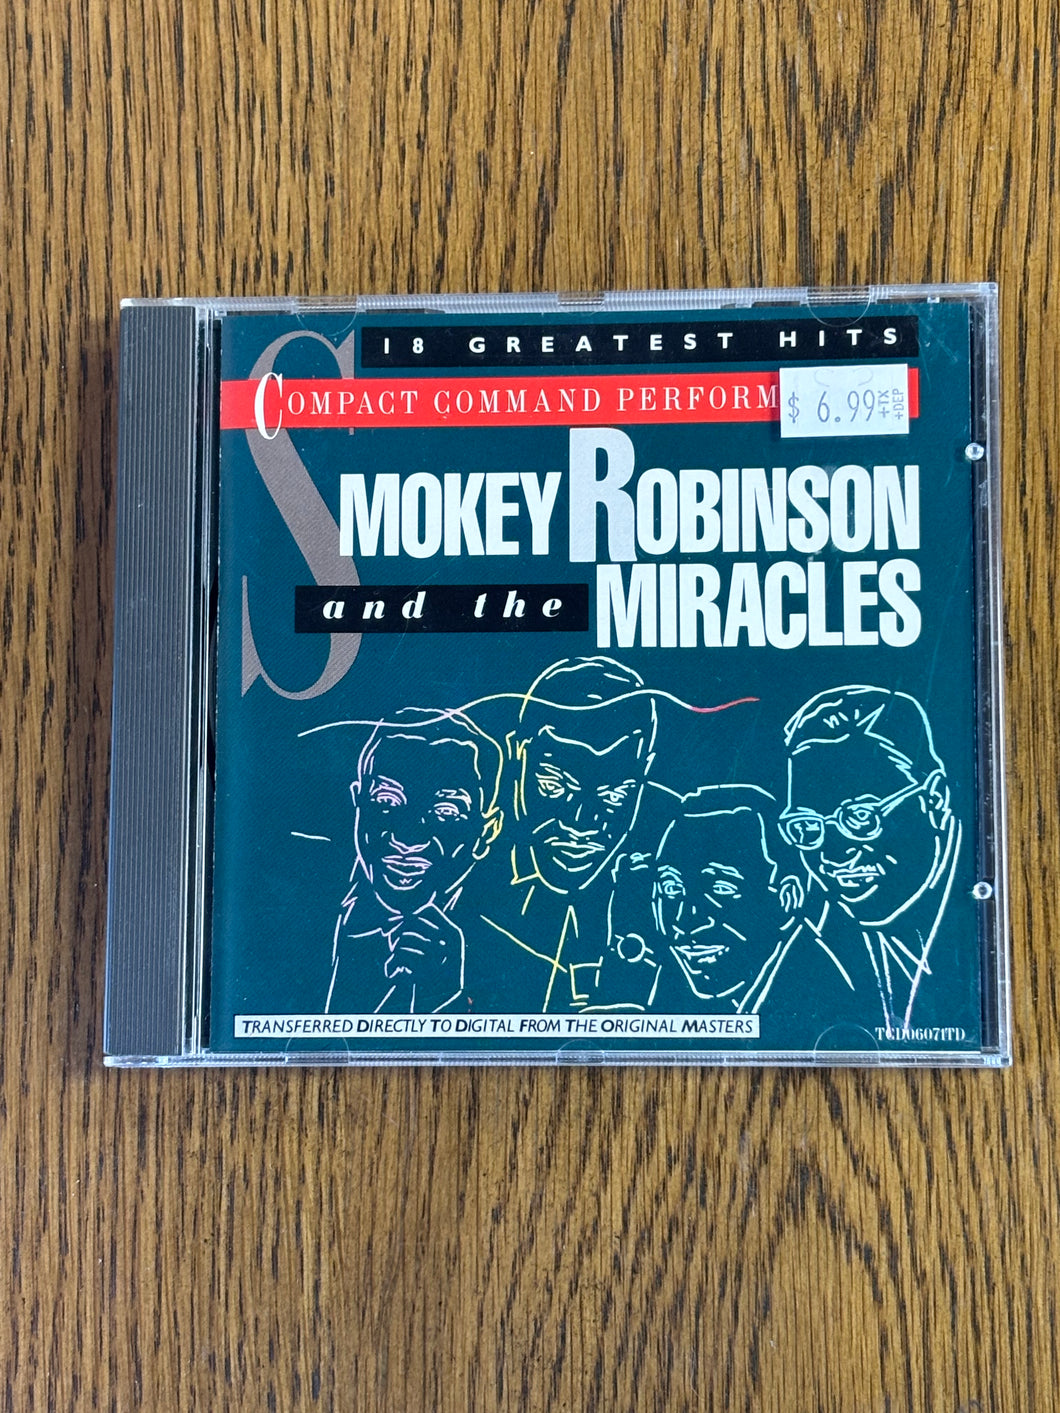 18 GREATEST HITS
COMPACT COMMAND PERFORM
$ 6.99 +TX +DEP
SMOKEY ROBINSON
and the MIRACLES
TRANSFERRED DIRECTLY TO DIGITAL FROM THE ORIGINAL MASTERS
TCD06071TD